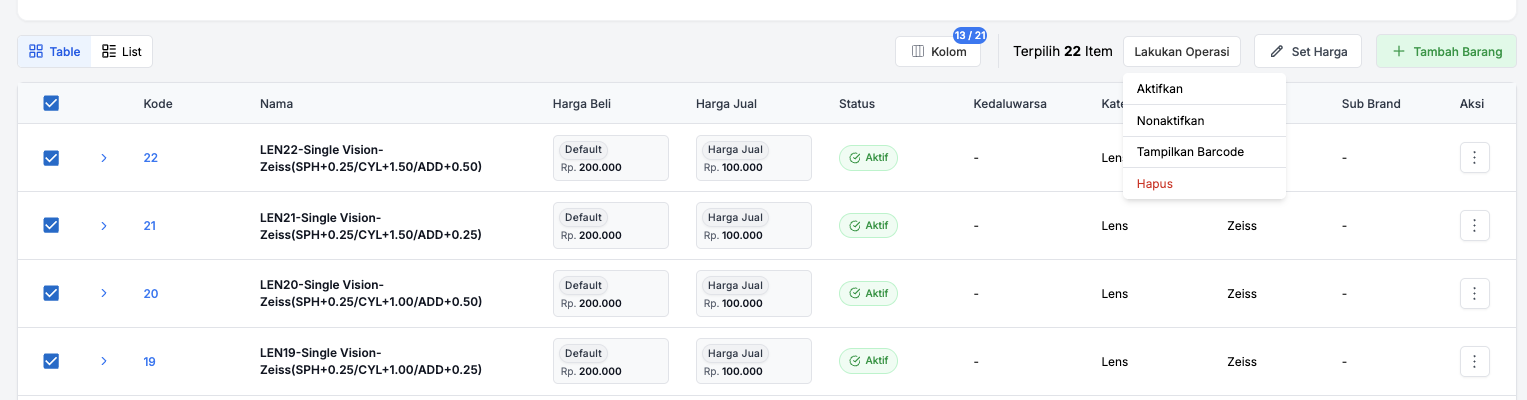 Table
List
Kolom
13 / 21
Terpilih 22 Item
Lakukan Operasi
Set Harga
Tambah Barang
Aktifkan
Nonaktifkan
Tampilkan Barcode
Hapus
Kode
Nama
Harga Beli
Harga Jual
Status
Kedaluwarsa
Sub Brand
Aksi
22
LEN22-Single Vision-
Zeiss(SPH+0.25/CYL+1.50/ADD+0.50)
Default
Rp. 200.000
Harga Jual
Rp. 100.000
Aktif
-
-
21
LEN21-Single Vision-
Zeiss(SPH+0.25/CYL+1.50/ADD+0.25)
Default
Rp. 200.000
Harga Jual
Rp. 100.000
Aktif
-
Lens
Zeiss
-
20
LEN20-Single Vision-
Zeiss(SPH+0.25/CYL+1.00/ADD+0.50)
Default
Rp. 200.000
Harga Jual
Rp. 100.000
Aktif
-
Lens
Zeiss
-
19
LEN19-Single Vision-
Zeiss(SPH+0.25/CYL+1.00/ADD+0.25)
Default
Rp. 200.000
Harga Jual
Rp. 100.000
Aktif
-
Lens
Zeiss
-